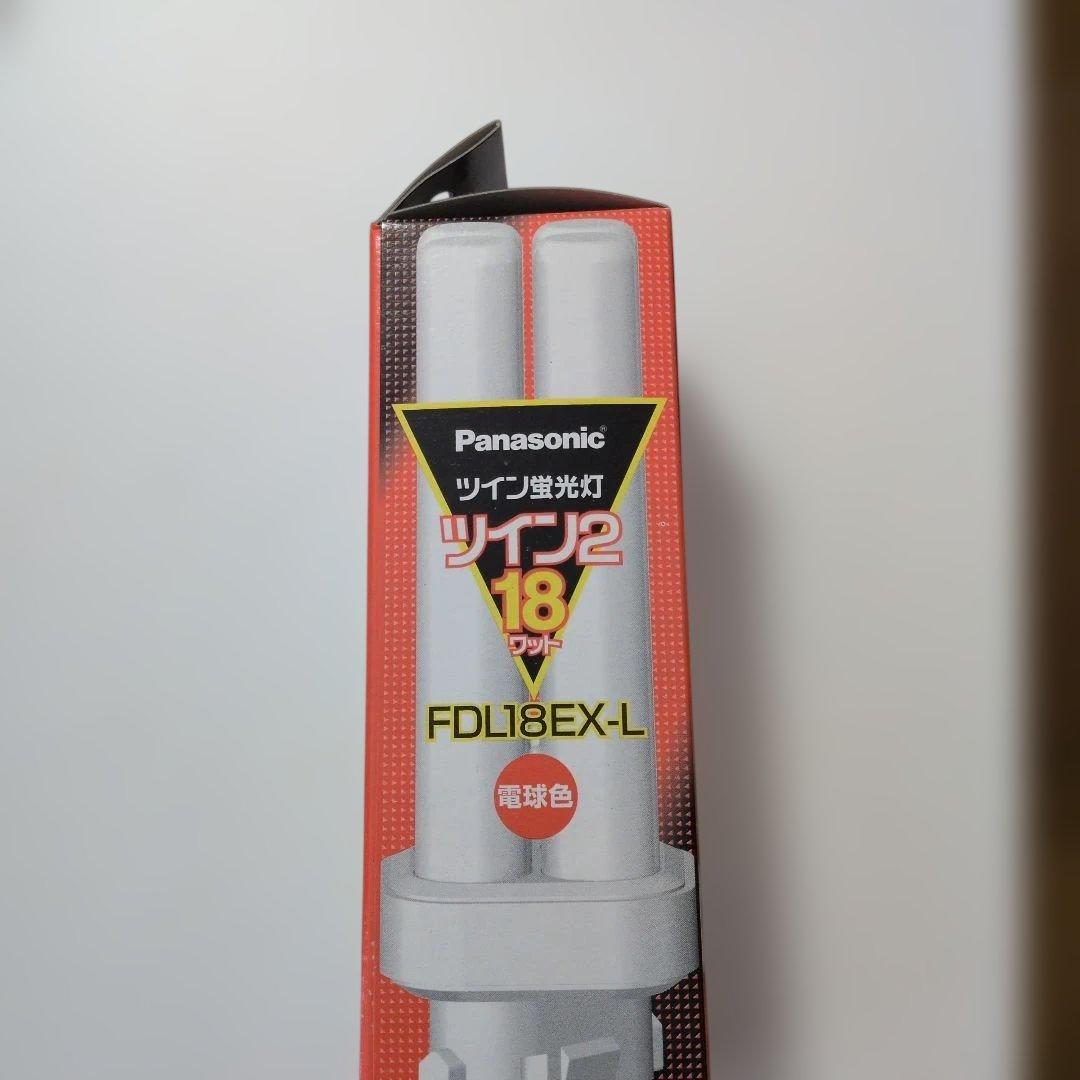 Panasonic®
ツイン蛍光灯
ツイン2
18
ワット
FDL18EX-L
電球色